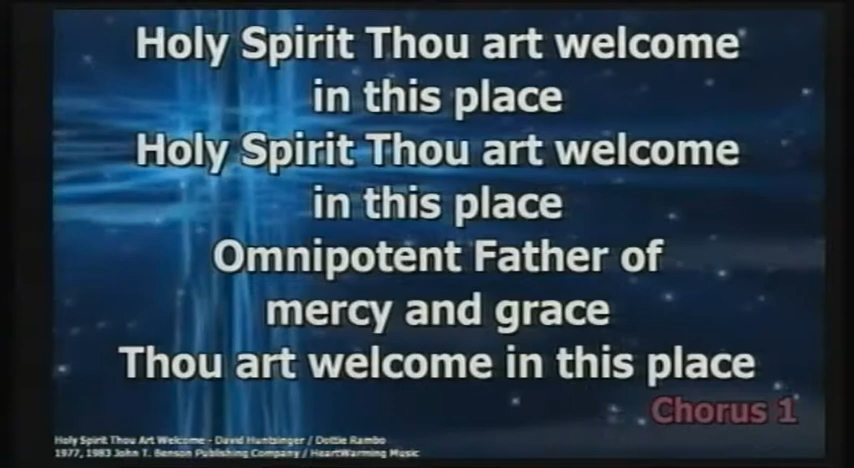 Holy Spirit Thou art welcome
in this place
Holy Spirit Thou art welcome
in this place
Omnipotent Father of
mercy and grace
Thou art welcome in this place
Chorus 1
Holy Spirit Thou Art Welcome - David Huntsinger / Dottie Rambo
1977, 1983 John T. Benson Publishing Company / HeartWarming Music